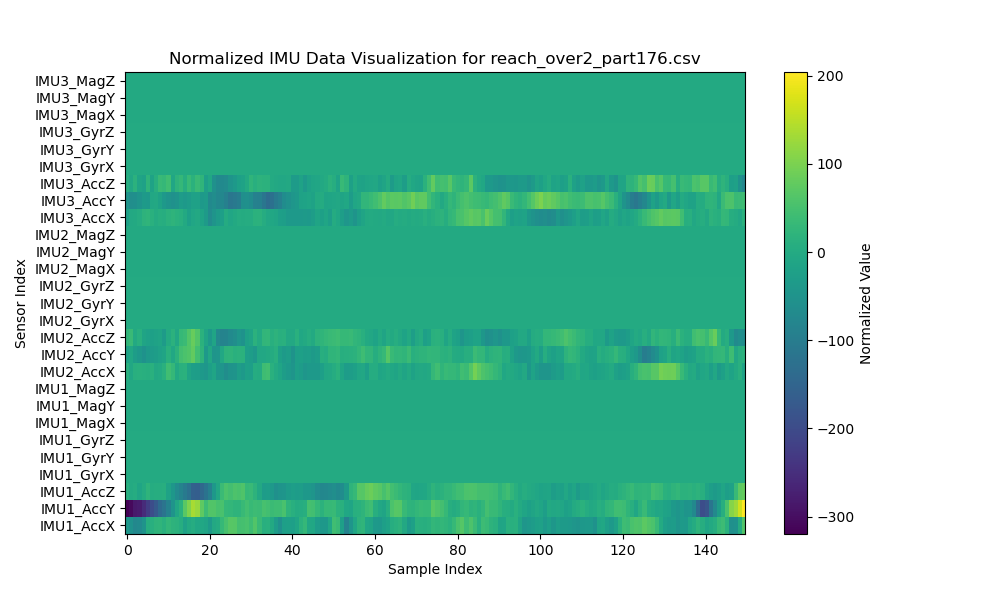 Normalized IMU Data Visualization for reach_over2_part176.csv
IMU3_MagZ
IMU3_MagY
IMU3_MagX
IMU3_GyrZ
IMU3_GyrY
IMU3_GyrX
IMU3_AccZ
IMU3_AccY
IMU3_AccX
IMU2_MagZ
IMU2_MagY
IMU2_MagX
IMU2_GyrZ
IMU2_GyrY
IMU2_GyrX
IMU2_AccZ
IMU2_AccY
IMU2_AccX
IMU1_MagZ
IMU1_MagY
IMU1_MagX
IMU1_GyrZ
IMU1_GyrY
IMU1_GyrX
IMU1_AccZ
IMU1_AccY
IMU1_AccX
Sensor Index
0 20 40 60 80 100 120 140
Sample Index
200
100
0
−100
−200
−300
Normalized Value